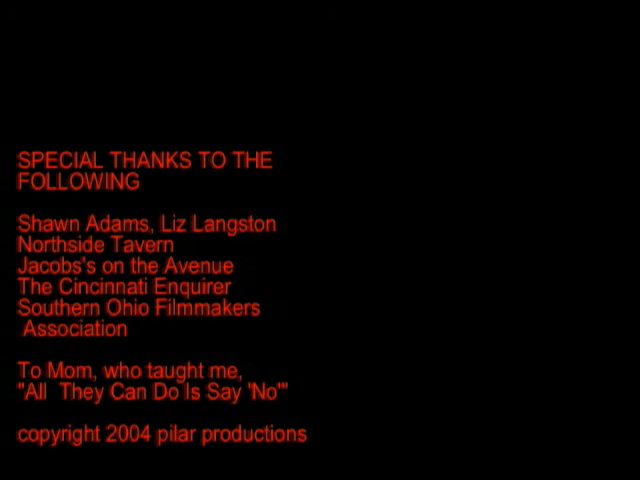 SPECIAL THANKS TO THE
FOLLOWING
Shawn Adams, Liz Langston
Northside Tavern
Jacobs's on the Avenue
The Cincinnati Enquirer
Southern Ohio Filmmakers
Association
To Mom, who taught me,
"All They Can Do Is Say 'No'"
copyright 2004 pilar productions